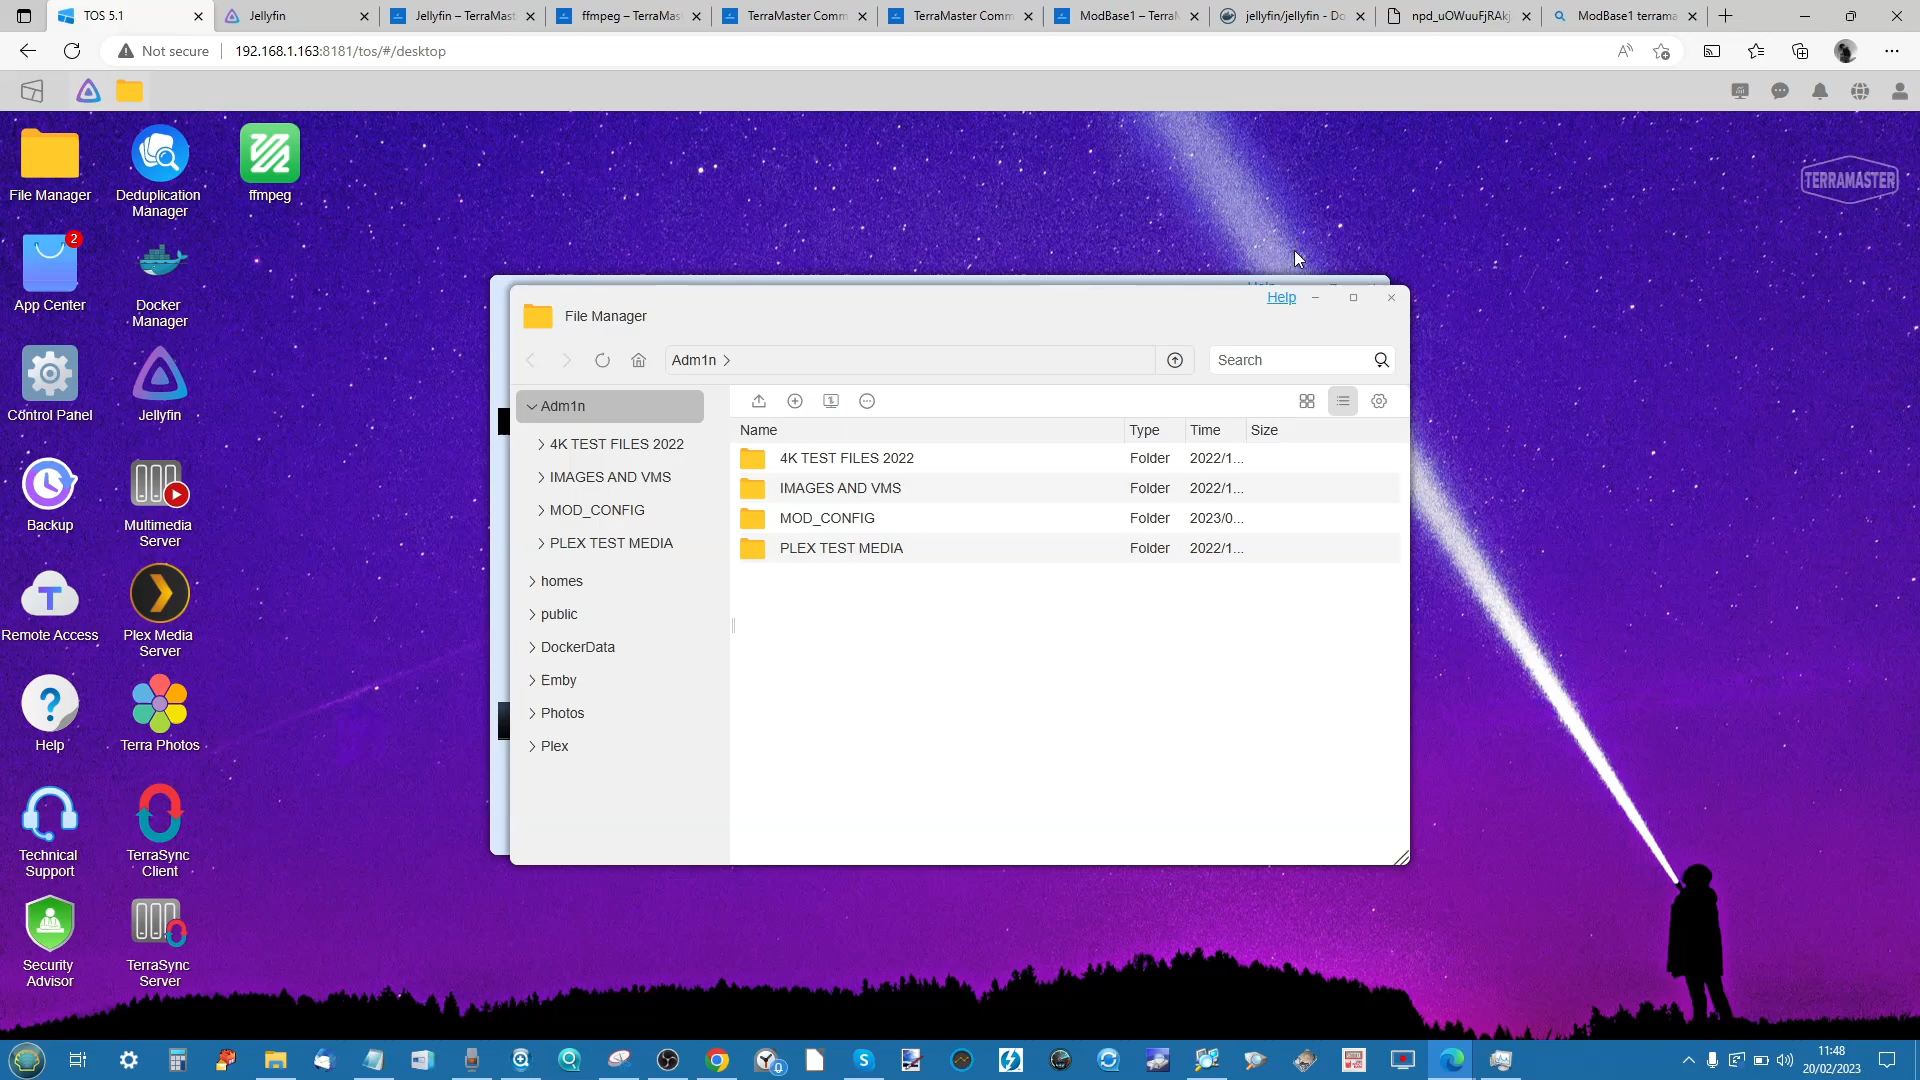 TOS 5.1
Jellyfin
Jellyfin – TerraMast
ffmpeg – TerraMast
TerraMaster Comm
TerraMaster Comm
ModBase1 – TerraM
jellyfin/jellyfin - Do
npd_uOWuuFjRAkj
ModBase1 terrama
Not secure
192.168.1.163:8181/tos/#/desktop
TERRAMASTER
File Manager
Deduplication
Manager
ffmpeg
2
App Center
Docker
Manager
Control Panel
Jellyfin
Backup
Multimedia
Server
T
Remote Access
Plex Media
Server
?
Help
Terra Photos
Technical
Support
TerraSync
Client
Security
Advisor
TerraSync
Server
Help
File Manager
Adm1n >
Search
Adm1n
4K TEST FILES 2022
IMAGES AND VMS
MOD_CONFIG
PLEX TEST MEDIA
homes
public
DockerData
Emby
Photos
Plex
Name Type Time Size
4K TEST FILES 2022 Folder 2022/1...
IMAGES AND VMS Folder 2022/1...
MOD_CONFIG Folder 2023/0...
PLEX TEST MEDIA Folder 2022/1...
11:48
20/02/2023